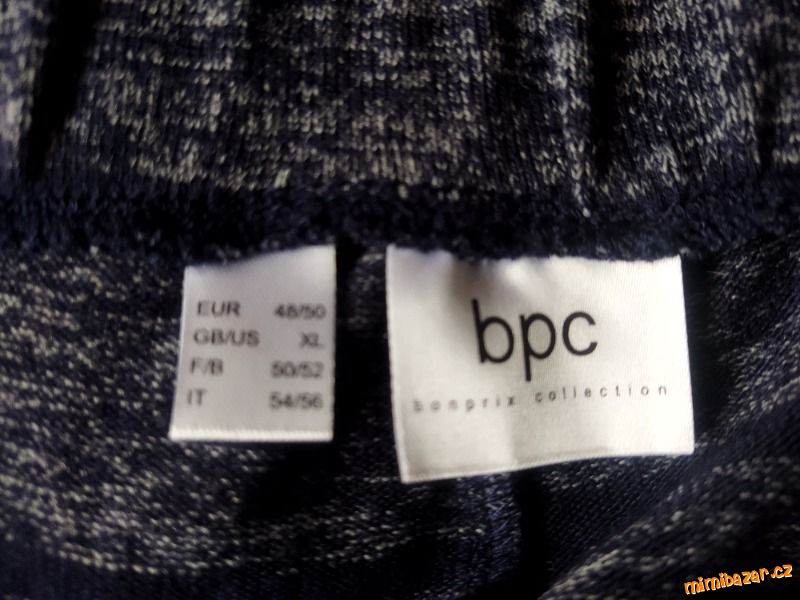 EUR 48/50
GB/US XL
F/B 50/52
IT 54/56
bpc
bonprix collection
mimibazar.cz